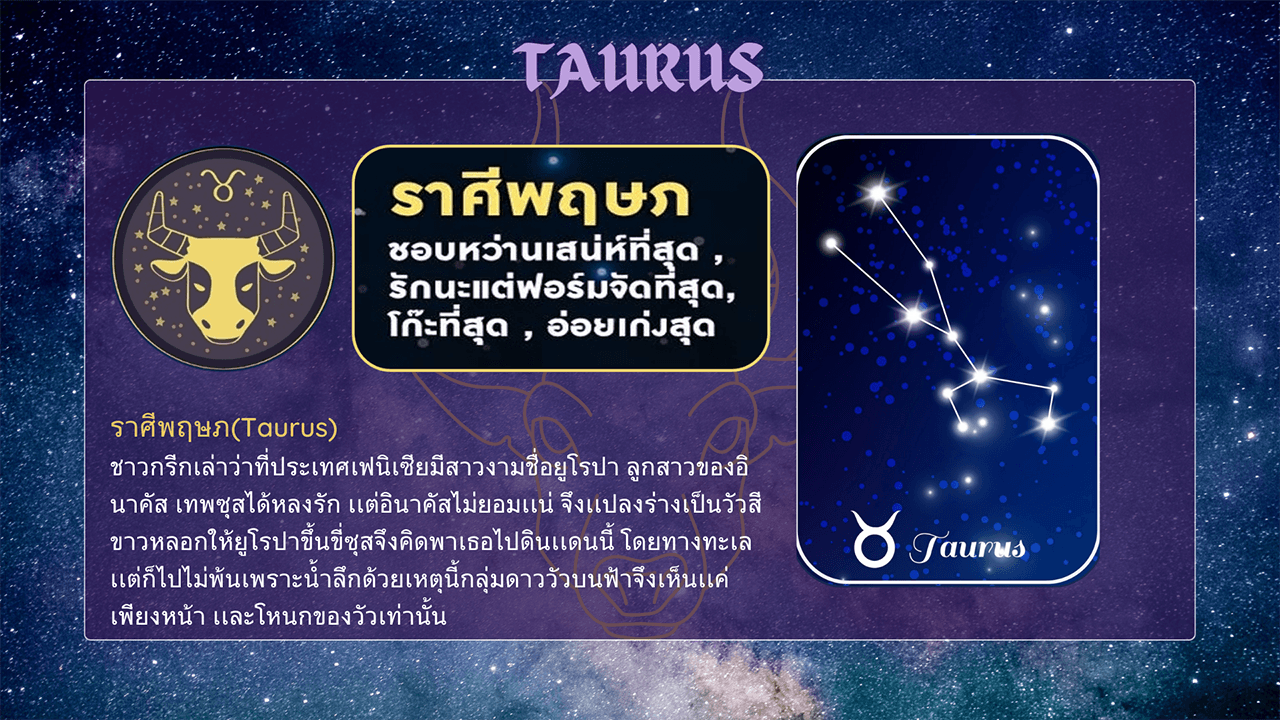 TAURUS
ราศีพฤษภ
ชอบหว่านเสน่ห์ที่สุด ,
รักนะแต่ฟอร์มจัดที่สุด,
โก๊ะที่สุด , อ่อยเก่งสุด
ราศีพฤษภ(Taurus)
ชาวกรีกเล่าว่าที่ประเทศเฟนิเซียมีสาวงามชื่อยูโรปา ลูกสาวของอิ
นาคัส เทพซุสได้หลงรัก แต่อินาคัสไม่ยอมแน่ จึงแปลงร่างเป็นวัวสี
ขาวหลอกให้ยูโรปาขึ้นขี่ซุสจึงคิดพาเธอไปดินแดนนี้ โดยทางทะเล
แต่ก็ไปไม่พ้นเพราะน้ำลึกด้วยเหตุนี้กลุ่มดาววัวบนฟ้าจึงเห็นแค่
เพียงหน้า และโหนกของวัวเท่านั้น
Taurus